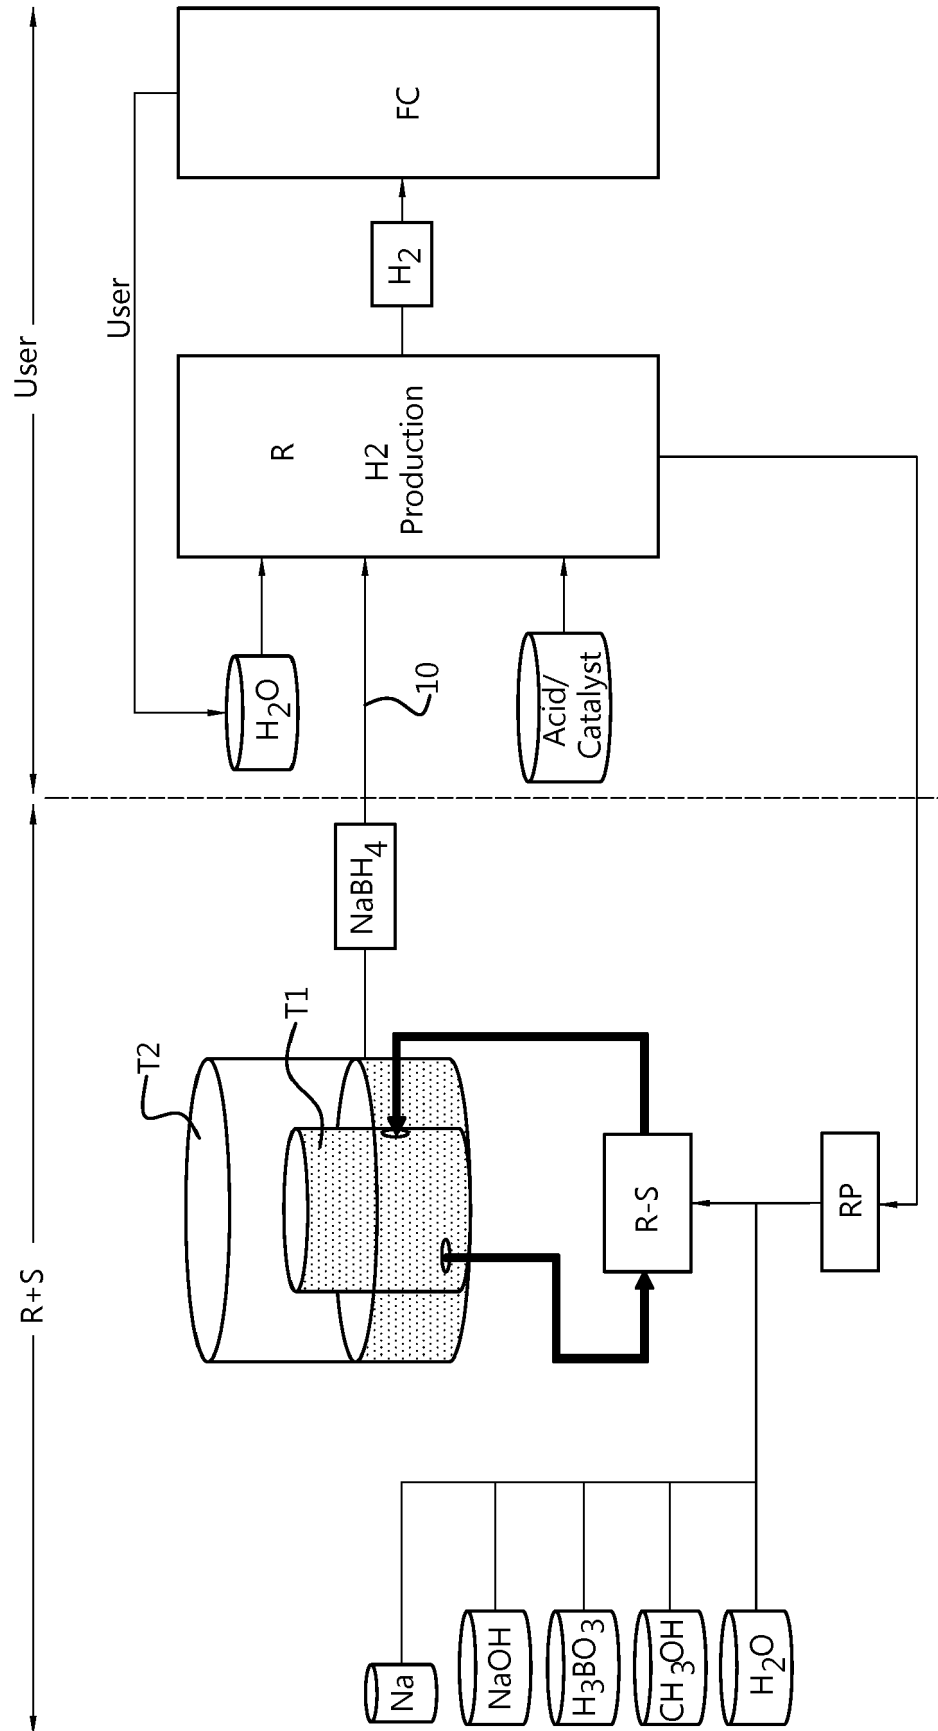 R+S
User
User
T2
T1
NaBH4
10
H2O
Acid/
Catalyst
R
H2
Production
H2
FC
R-S
RP
Na
NaOH
H3BO3
CH3OH
H2O